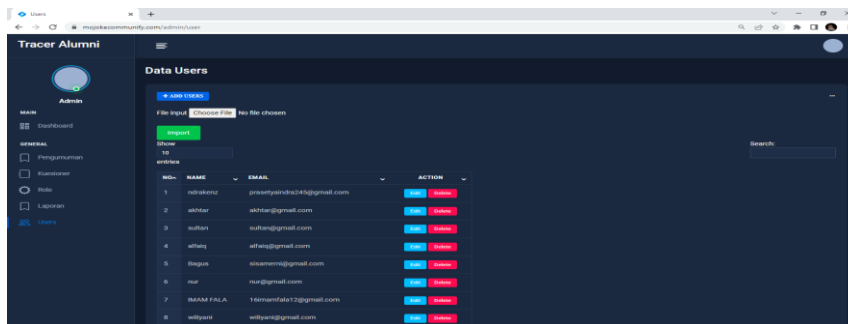 Users
mojokecommunity.com/admin/user
Tracer Alumni
Admin
MAIN
Dashboard
GENERAL
Pengumuman
Kuesioner
Role
Laporan
Users
Data Users
+ ADD USERS
File input Choose File No file chosen
Import
Show
10
entries
Search:
NO NAME EMAIL ACTION
1 ndrakenz prasetyaindra245@gmail.com Edit Delete
2 akhtar akhtar@gmail.com Edit Delete
3 sultan sultan@gmail.com Edit Delete
4 alfaiq alfaiq@gmail.com Edit Delete
5 Bagus sisamerni@gmail.com Edit Delete
6 nur nur@gmail.com Edit Delete
7 IMAM FALA 16imamfala12@gmail.com Edit Delete
8 willyani willyani@gmail.com Edit Delete